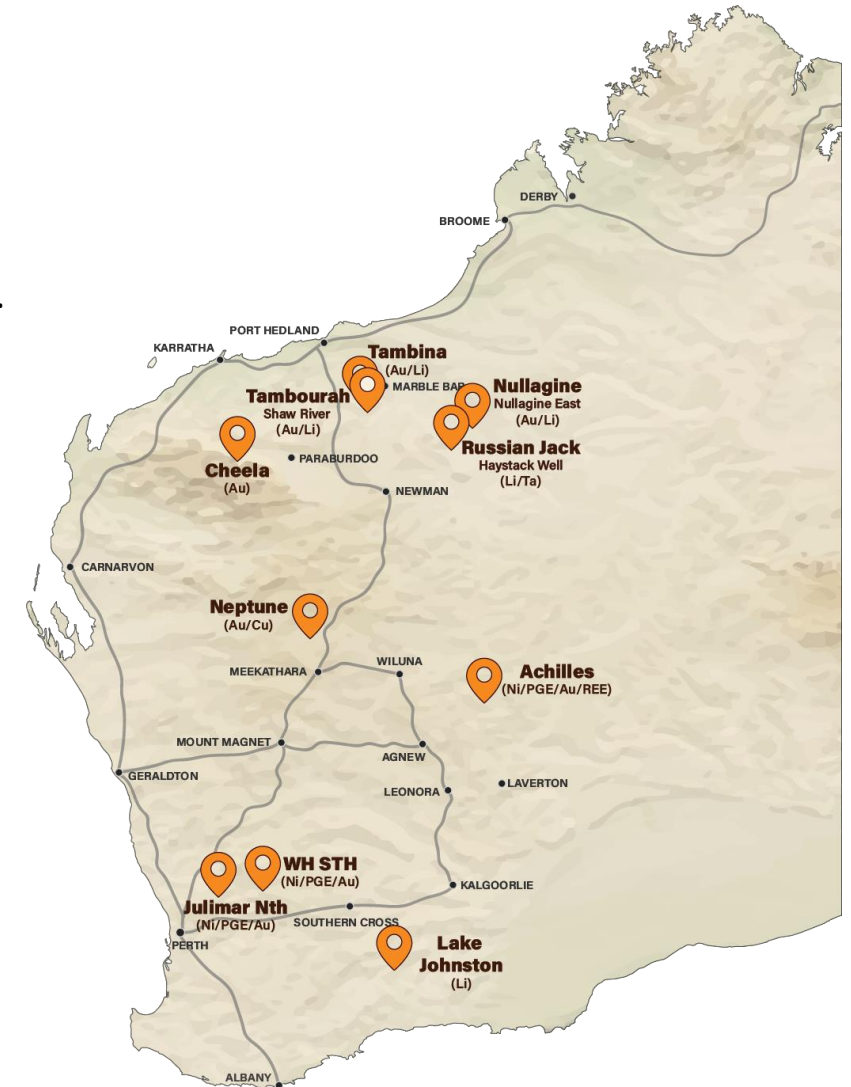 DERBY
BROOME
PORT HEDLAND
KARRATHA
Tambina
(Au/Li)
MARBLE BAR
Tambourah
Shaw River
(Au/Li)
Nullagine
Nullagine East
(Au/Li)
Russian Jack
Haystack Well
(Li/Ta)
Cheela
(Au)
PARABURDOO
NEWMAN
CARNARVON
Neptune
(Au/Cu)
MEEKATHARA
WILUNA
Achilles
(Ni/PGE/Au/REE)
MOUNT MAGNET
AGNEW
GERALDTON
LEONORA
LAVERTON
WH STH
(Ni/PGE/Au)
KALGOORLIE
Julimar Nth
(Ni/PGE/Au)
SOUTHERN CROSS
PERTH
Lake
Johnston
(Li)
ALBANY